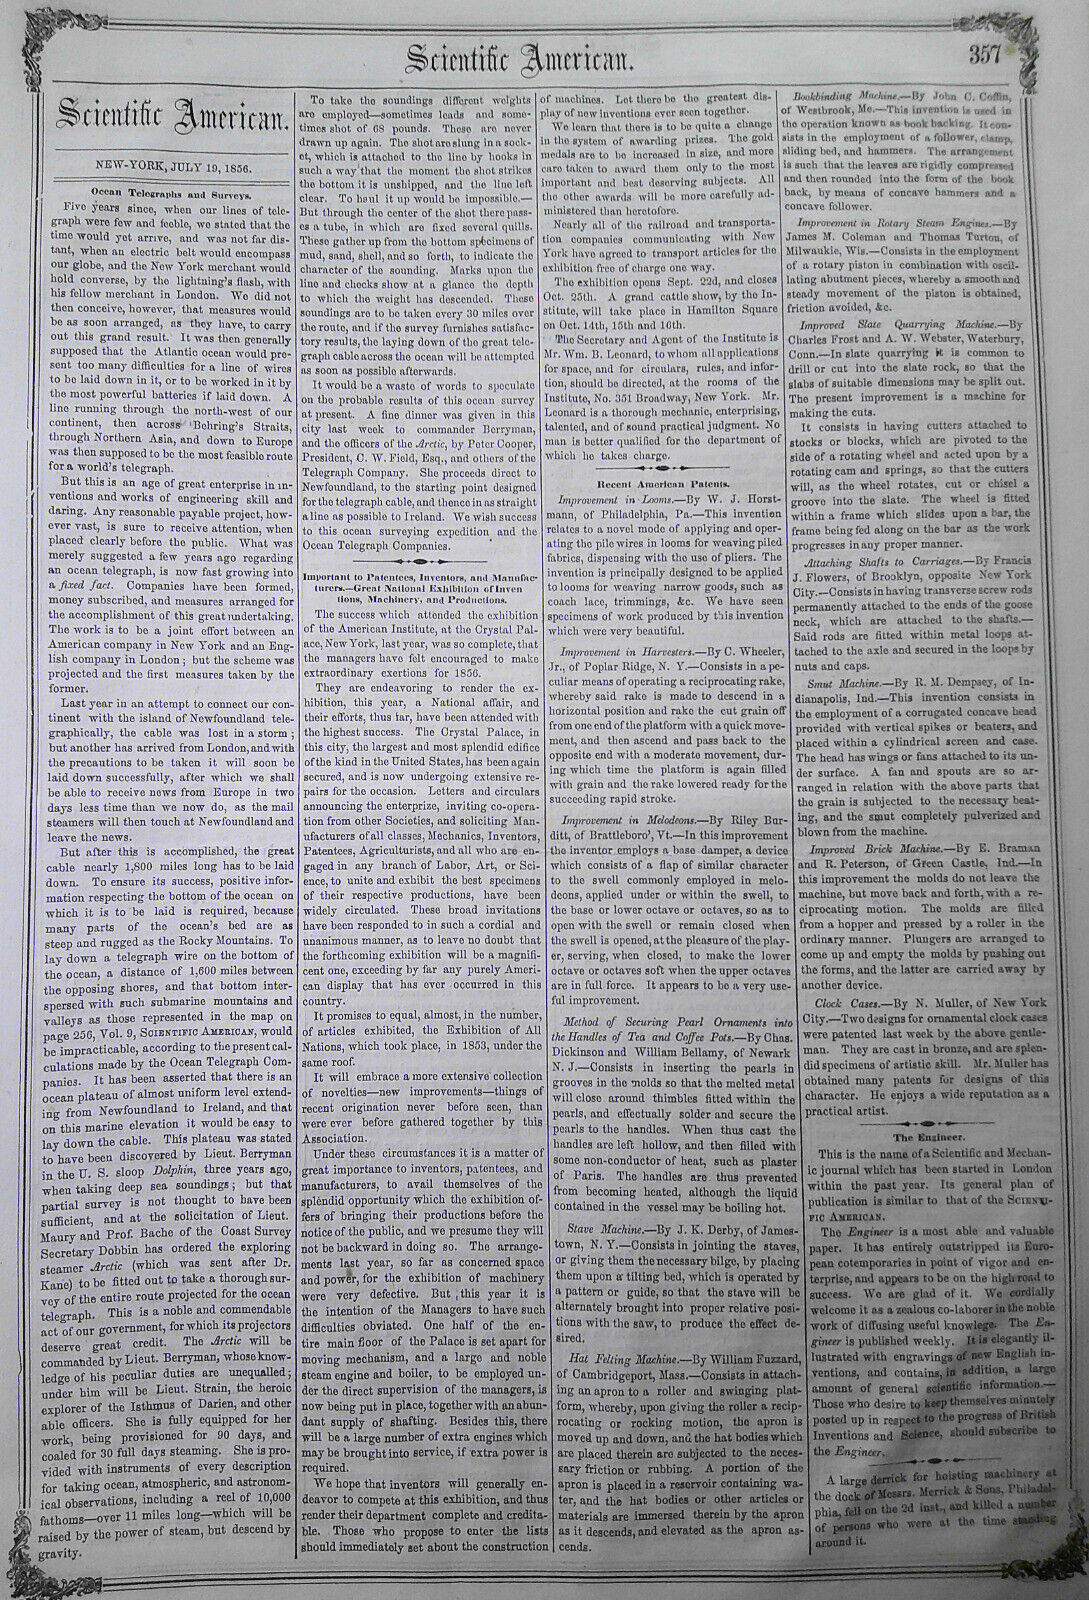 Scientific American.
357
Scientific American.
NEW-YORK, JULY 19, 1856.
Ocean Telegraphs and Surveys.
Five years since, when our lines of tele-
graph were few and feeble, we stated that the
time would yet arrive, and was not far dis-
tant, when an electric belt would encompass
our globe, and the New York merchant would
hold converse, by the lightning's flash, with
his fellow merchant in London. We did not
then conceive, however, that measures would
be as soon arranged, as they have, to carry
out this grand result. It was then generally
supposed that the Atlantic ocean would pre-
sent too many difficulties for a line of wires
to be laid down in it, or to be worked in it by
the most powerful batteries if laid down. A
line running through the north-west of our
continent, then across Behring's Straits,
through Northern Asia, and down to Europe
was then supposed to be the most feasible route
for a world's telegraph.
But this is an age of great enterprise in in-
ventions and works of engineering skill and
daring. Any reasonable payable project, how-
ever vast, is sure to receive attention, when
placed clearly before the public. What was
merely suggested a few years ago regarding
an ocean telegraph, is now fast growing into
a fixed fact. Companies have been formed,
money subscribed, and measures arranged for
the accomplishment of this great undertaking.
The work is to be a joint effort between an
American company in New York and an Eng-
lish company in London; but the scheme was
projected and the first measures taken by the
former.
Last year in an attempt to connect our con-
tinent with the island of Newfoundland tele-
graphically, the cable was lost in a storm;
but another has arrived from London, and with
the precautions to be taken it will soon be
laid down successfully, after which we shall
be able to receive news from Europe in two
days less time than we now do, as the mail
steamers will then touch at Newfoundland and
leave the news.
But after this is accomplished, the great
cable nearly 1,800 miles long has to be laid
down. To ensure its success, positive infor-
mation respecting the bottom of the ocean on
which it is to be laid is required, because
many parts of the ocean's bed are as
steep and rugged as the Rocky Mountains. To
lay down a telegraph wire on the bottom of
the ocean, a distance of 1,600 miles between
the opposing shores, and that bottom inter-
spersed with such submarine mountains and
valleys as those represented in the map on
page 256, Vol. 9, SCIENTIFIC AMERICAN, would
be impracticable, according to the present cal-
culations made by the Ocean Telegraph Com-
panies. It has been asserted that there is an
ocean plateau of almost uniform level extend-
ing from Newfoundland to Ireland, and that
on this marine elevation it would be easy to
lay down the cable. This plateau was stated
to have been discovered by Lieut. Berryman
in the U. S. sloop Dolphin, three years ago,
when taking deep sea soundings; but that
partial survey is not thought to have been
sufficient, and at the solicitation of Lieut.
Maury and Prof. Bache of the Coast Survey
Secretary Dobbin has ordered the exploring
steamer Arctic (which was sent after Dr.
Kane) to be fitted out to take a thorough sur-
vey of the entire route projected for the ocean
telegraph. This is a noble and commendable
act of our government, for which its projectors
deserve great credit. The Arctic will be
commanded by Lieut. Berryman, whose know-
ledge of his peculiar duties are unequalled;
under him will be Lieut. Strain, the heroic
explorer of the Isthmus of Darien, and other
able officers. She is fully equipped for her
work, being provisioned for 90 days, and
coaled for 30 full days steaming. She is pro-
vided with instruments of every description
for taking ocean, atmospheric, and astronom-
ical observations, including a reel of 10,000
fathoms—over 11 miles long—which will be
raised by the power of steam, but descend by
gravity.
To take the soundings different weights
are employed—sometimes leads and some-
times shot of 68 pounds. These are never
drawn up again. The shot are slung in a sock-
et, which is attached to the line by hooks in
such a way that the moment the shot strikes
the bottom it is unshipped, and the line left
clear. To haul it up would be impossible.—
But through the center of the shot there pass-
es a tube, in which are fixed several quills.
These gather up from the bottom specimens of
mud, sand, shell, and so forth, to indicate the
character of the sounding. Marks upon the
line and checks show at a glance the depth
to which the weight has descended. These
soundings are to be taken every 30 miles over
the route, and if the survey furnishes satisfac-
tory results, the laying down of the great tele-
graph cable across the ocean will be attempted
as soon as possible afterwards.
It would be a waste of words to speculate
on the probable results of this ocean survey
at present. A fine dinner was given in this
city last week to commander Berryman,
and the officers of the Arctic, by Peter Cooper,
President, C. W. Field, Esq., and others of the
Telegraph Company. She proceeds direct to
Newfoundland, to the starting point designed
for the telegraph cable, and thence in as straight
a line as possible to Ireland. We wish success
to this ocean surveying expedition, and the
Ocean Telegraph Companies.
Important to Patentees, Inventors, and Manufac-
turers.—Great National Exhibition of Inven
tions, Machinery, and Productions.
The success which attended the exhibition
of the American Institute, at the Crystal Pal-
ace, New York, last year, was so complete, that
the managers have felt encouraged to make
extraordinary exertions for 1856.
They are endeavoring to render the ex-
hibition, this year, a National affair, and
their efforts, thus far, have been attended with
the highest success. The Crystal Palace, in
this city, the largest and most splendid edifice
of the kind in the United States, has been again
secured, and is now undergoing extensive re-
pairs for the occasion. Letters and circulars
announcing the enterprize, inviting co-opera-
tion from other Societies, and soliciting Man-
ufacturers of all classes, Mechanics, Inventors,
Patentees, Agriculturists, and all who are en-
gaged in any branch of Labor, Art, or Sci-
ence, to unite and exhibit the best specimens
of their respective productions, have been
widely circulated. These broad invitations
have been responded to in such a cordial and
unanimous manner, as to leave no doubt that
the forthcoming exhibition will be a magnifi-
cent one, exceeding by far any purely Ameri-
can display that has ever occurred in this
country.
It promises to equal, almost, in the number,
of articles exhibited, the Exhibition of All
Nations, which took place, in 1853, under the
same roof.
It will embrace a more extensive collection
of novelties—new improvements—things of
recent origination never before seen, than
were ever before gathered together by this
Association.
Under these circumstances it is a matter of
great importance to inventors, patentees, and
manufacturers, to avail themselves of the
splendid opportunity which the exhibition of-
fers of bringing their productions before the
notice of the public, and we presume they will
not be backward in doing so. The arrange-
ments last year, so far as concerned space
and power, for the exhibition of machinery
were very defective. But this year it is
the intention of the Managers to have such
difficulties obviated. One half of the en-
tire main floor of the Palace is set apart for
moving mechanism, and a large and noble
steam engine and boiler, to be employed un-
der the direct supervision of the managers, is
now being put in place, together with an abun-
dant supply of shafting. Besides this, there
will be a large number of extra engines which
may be brought into service, if extra power is
required.
We hope that inventors will generally en-
deavor to compete at this exhibition, and thus
render their department complete and credita-
ble. Those who propose to enter the lists
should immediately set about the construction
of machines. Let there be the greatest dis-
play of new inventions ever seen together.
We learn that there is to be quite a change
in the system of awarding prizes. The gold
medals are to be increased in size, and more
care taken to award them only to the most
important and best deserving subjects. All
the other awards will be more carefully ad-
ministered than heretofore.
Nearly all of the railroad and transporta-
tion companies communicating with New
York have agreed to transport articles for the
exhibition free of charge one way.
The exhibition opens Sept. 22d, and closes
Oct. 25th. A grand cattle show, by the In-
stitute, will take place in Hamilton Square
on Oct. 14th, 15th and 16th.
The Secretary and Agent of the Institute is
Mr. Wm. B. Leonard, to whom all applications
for space, and for circulars, rules, and infor-
tion, should be directed, at the rooms of the
Institute, No. 351 Broadway, New York. Mr.
Leonard is a thorough mechanic, enterprising,
talented, and of sound practical judgment. No
man is better qualified for the department of
which he takes charge.
Recent American Patents.
Improvement in Looms.—By W. J. Horst-
mann, of Philadelphia, Pa.—This invention
relates to a novel mode of applying and oper-
ating the pile wires in looms for weaving piled
fabrics, dispensing with the use of pliers. The
invention is principally designed to be applied
to looms for weaving narrow goods, such as
coach lace, trimmings, &c. We have seen
specimens of work produced by this invention
which were very beautiful.
Improvement in Harvesters.—By C. Wheeler,
Jr., of Poplar Ridge, N. Y.—Consists in a pe-
culiar means of operating a reciprocating rake,
whereby said rake is made to descend in a
horizontal position and rake the cut grain off
from one end of the platform with a quick move-
ment, and then ascend and pass back to the
opposite end with a moderate movement, dur-
ing which time the platform is again filled
with grain and the rake lowered ready for the
succeeding rapid stroke.
Improvement in Melodeons.—By Riley Bur-
ditt, of Brattleboro', Vt.—In this improvement
the inventor employs a base damper, a device
which consists of a flap of similar character
to the swell commonly employed in melo-
deons, applied under or within the swell, to
the base or lower octave or octaves, so as to
open with the swell or remain closed when
the swell is opened, at the pleasure of the play-
er, serving, when closed, to make the lower
octave or octaves soft when the upper octaves
are in full force. It appears to be a very use-
ful improvement.
Method of Securing Pearl Ornaments into
the Handles of Tea and Coffee Pots.—By Chas.
Dickinson and William Bellamy, of Newark
N. J.—Consists in inserting the pearls in
grooves in the molds so that the melted metal
will close around thimbles fitted within the
pearls, and effectually solder and secure the
pearls to the handles. When thus cast the
handles are left hollow, and then filled with
some non-conductor of heat, such as plaster
of Paris. The handles are thus prevented
from becoming heated, although the liquid
contained in the vessel may be boiling hot.
Stave Machine.—By J. K. Derby, of James-
town, N. Y.—Consists in jointing the staves,
or giving them the necessary bilge, by placing
them upon a tilting bed, which is operated by
a pattern or guide, so that the stave will be
alternately brought into proper relative posi-
tions with the saw, to produce the effect de-
sired.
Hat Felting Machine.—By William Fuzzard,
of Cambridgeport, Mass.—Consists in attach-
ing an apron to a roller and swinging plat-
form, whereby, upon giving the roller a recip-
rocating or rocking motion, the apron is
moved up and down, and the hat bodies which
are placed therein are subjected to the neces-
sary friction or rubbing. A portion of the
apron is placed in a reservoir containing wa-
ter, and the hat bodies or other articles or
materials are immersed therein by the apron
as it descends, and elevated as the apron as-
cends.
Bookbinding Machine.—By John C. Coffin,
of Westbrook, Me.—This invention is used in
the operation known as book backing. It con-
sists in the employment of a follower, clamp,
sliding bed, and hammers. The arrangement
is such that the leaves are rigidly compressed
and then rounded into the form of the book
back, by means of concave hammers and a
concave follower.
Improvement in Rotary Steam Engines.—By
James M. Coleman and Thomas Turton, of
Milwaukie, Wis.—Consists in the employment
of a rotary piston in combination with oscil-
lating abutment pieces, whereby a smooth and
steady movement of the piston is obtained,
friction avoided, &c.
Improved Slate Quarrying Machine.—By
Charles Frost and A. W. Webster, Waterbury,
Conn.—In slate quarrying it is common to
drill or cut into the slate rock, so that the
slabs of suitable dimensions may be split out.
The present improvement is a machine for
making the cuts.
It consists in having cutters attached to
stocks or blocks, which are pivoted to the
side of a rotating wheel and acted upon by a
rotating cam and springs, so that the cutters
will, as the wheel rotates, cut or chisel a
groove into the slate. The wheel is fitted
within a frame which slides upon a bar, the
frame being fed along on the bar as the work
progresses in any proper manner.
Attaching Shafts to Carriages.—By Francis
J. Flowers, of Brooklyn, opposite New York
City.—Consists in having transverse screw rods
permanently attached to the ends of the goose
neck, which are attached to the shafts.—
Said rods are fitted within metal loops at-
tached to the axle and secured in the loops by
nuts and caps.
Smut Machine.—By R. M. Dempsey, of In-
dianapolis, Ind.—This invention consists in
the employment of a corrugated concave head
provided with vertical spikes or beaters, and
placed within a cylindrical screen and case.
The head has wings or fans attached to its un-
der surface. A fan and spouts are so ar-
ranged in relation with the above parts that
the grain is subjected to the necessary beat-
ing, and the smut completely pulverized and
blown from the machine.
Improved Brick Machine.—By E. Braman
and R. Peterson, of Green Castle, Ind.—In
this improvement the molds do not leave the
machine, but move back and forth, with a re-
ciprocating motion. The molds are filled
from a hopper and pressed by a roller in the
ordinary manner. Plungers are arranged to
come up and empty the molds by pushing out
the forms, and the latter are carried away by
another device.
Clock Cases.—By N. Muller, of New York
City.—Two designs for ornamental clock cases
were patented last week by the above gentle-
man. They are cast in bronze, and are splen-
did specimens of artistic skill. Mr. Muller has
obtained many patents for designs of this
character. He enjoys a wide reputation as a
practical artist.
The Engineer.
This is the name of a Scientific and Mechan-
ic journal which has been started in London
within the past year. Its general plan of
publication is similar to that of the SCIENTI-
FIC AMERICAN.
The Engineer is a most able and valuable
paper. It has entirely outstripped its Euro-
pean cotemporaries in point of vigor and en-
terprise, and appears to be on the high road to
success. We are glad of it. We cordially
welcome it as a zealous co-laborer in the noble
work of diffusing useful knowlege. The En-
gineer is published weekly. It is elegantly il-
lustrated with engravings of new English in-
ventions, and contains, in addition, a large
amount of general scientific information.—
Those who desire to keep themselves minutely
posted up in respect to the progress of British
Inventions and Science, should subscribe to
the Engineer.
A large derrick for hoisting machinery at
the dock of Messrs. Merrick & Sons, Philadel-
phia, fell on the 2d inst., and killed a number
of persons who were at the time standing
around it.